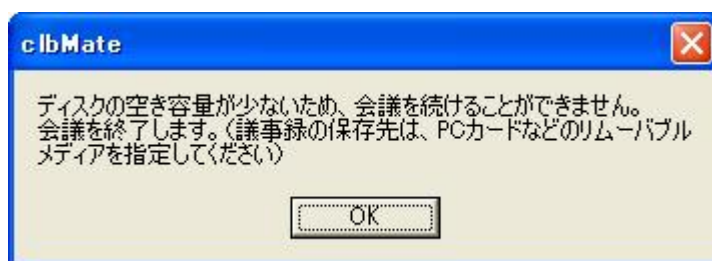 clbMate
ディスクの空き容量が少ないため、会議を続けることができません。
会議を終了します。(議事録の保存先は、PCカードなどのリムーバブル
メディアを指定してください)
OK